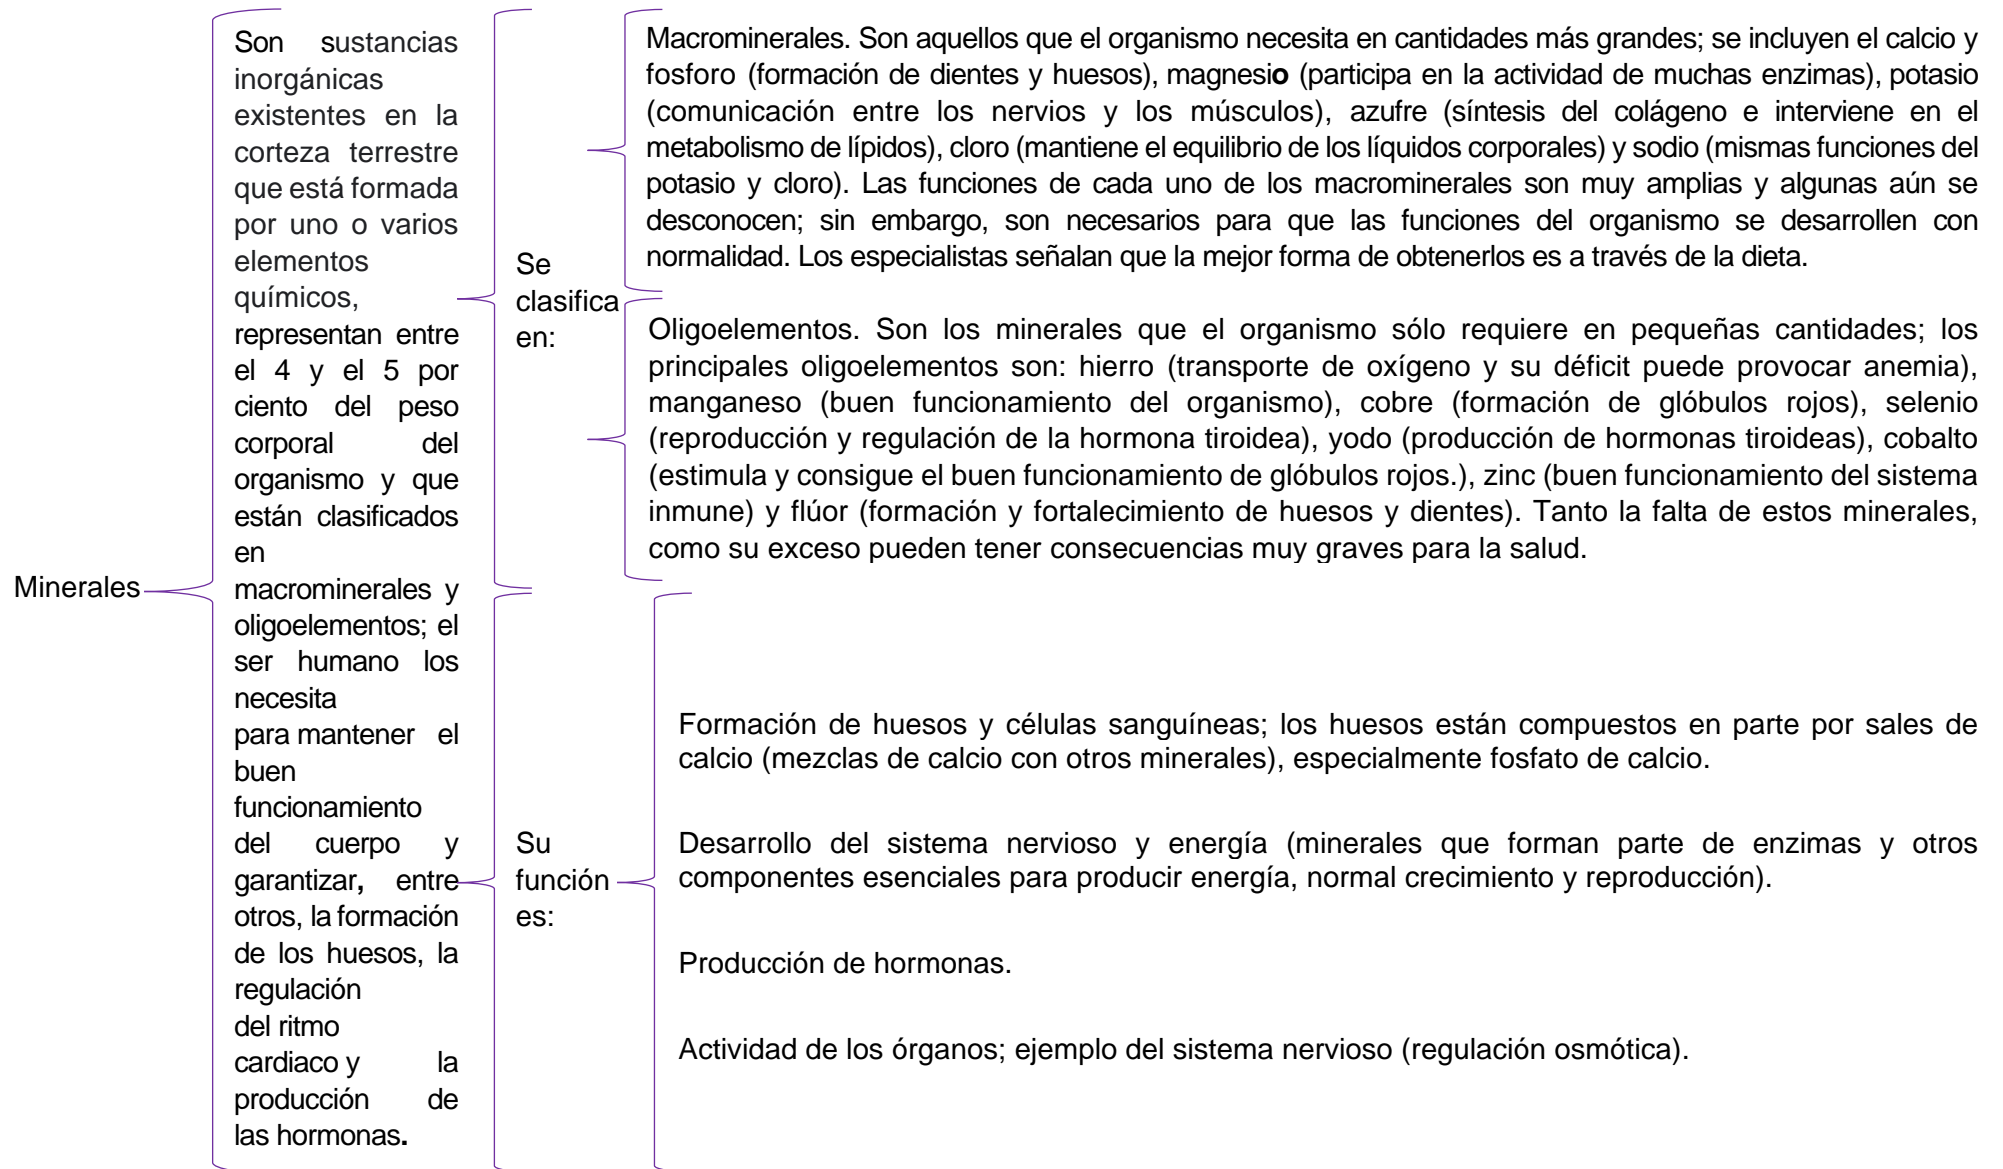 Minerales
Son sustancias
inorgánicas
existentes en la
corteza terrestre
que está formada
por uno o varios
elementos
químicos,
representan entre
el 4 y el 5 por
ciento del peso
corporal del
organismo y que
están clasificados
en
macrominerales y
oligoelementos; el
ser humano los
necesita
para mantener el
buen
funcionamiento
del cuerpo y
garantizar, entre
otros, la formación
de los huesos, la
regulación
del ritmo
cardiaco y la
producción de
las hormonas.
Se
clasifica
en:
Macrominerales. Son aquellos que el organismo necesita en cantidades más grandes; se incluyen el calcio y
fosforo (formación de dientes y huesos), magnesio (participa en la actividad de muchas enzimas), potasio
(comunicación entre los nervios y los músculos), azufre (síntesis del colágeno e interviene en el
metabolismo de lípidos), cloro (mantiene el equilibrio de los líquidos corporales) y sodio (mismas funciones del
potasio y cloro). Las funciones de cada uno de los macrominerales son muy amplias y algunas aún se
desconocen; sin embargo, son necesarios para que las funciones del organismo se desarrollen con
normalidad. Los especialistas señalan que la mejor forma de obtenerlos es a través de la dieta.
Oligoelementos. Son los minerales que el organismo sólo requiere en pequeñas cantidades; los
principales oligoelementos son: hierro (transporte de oxígeno y su déficit puede provocar anemia),
manganeso (buen funcionamiento del organismo), cobre (formación de glóbulos rojos), selenio
(reproducción y regulación de la hormona tiroidea), yodo (producción de hormonas tiroideas), cobalto
(estimula y consigue el buen funcionamiento de glóbulos rojos.), zinc (buen funcionamiento del sistema
inmune) y flúor (formación y fortalecimiento de huesos y dientes). Tanto la falta de estos minerales,
como su exceso pueden tener consecuencias muy graves para la salud.
Su
función
es:
Formación de huesos y células sanguíneas; los huesos están compuestos en parte por sales de
calcio (mezclas de calcio con otros minerales), especialmente fosfato de calcio.
Desarrollo del sistema nervioso y energía (minerales que forman parte de enzimas y otros
componentes esenciales para producir energía, normal crecimiento y reproducción).
Producción de hormonas.
Actividad de los órganos; ejemplo del sistema nervioso (regulación osmótica).